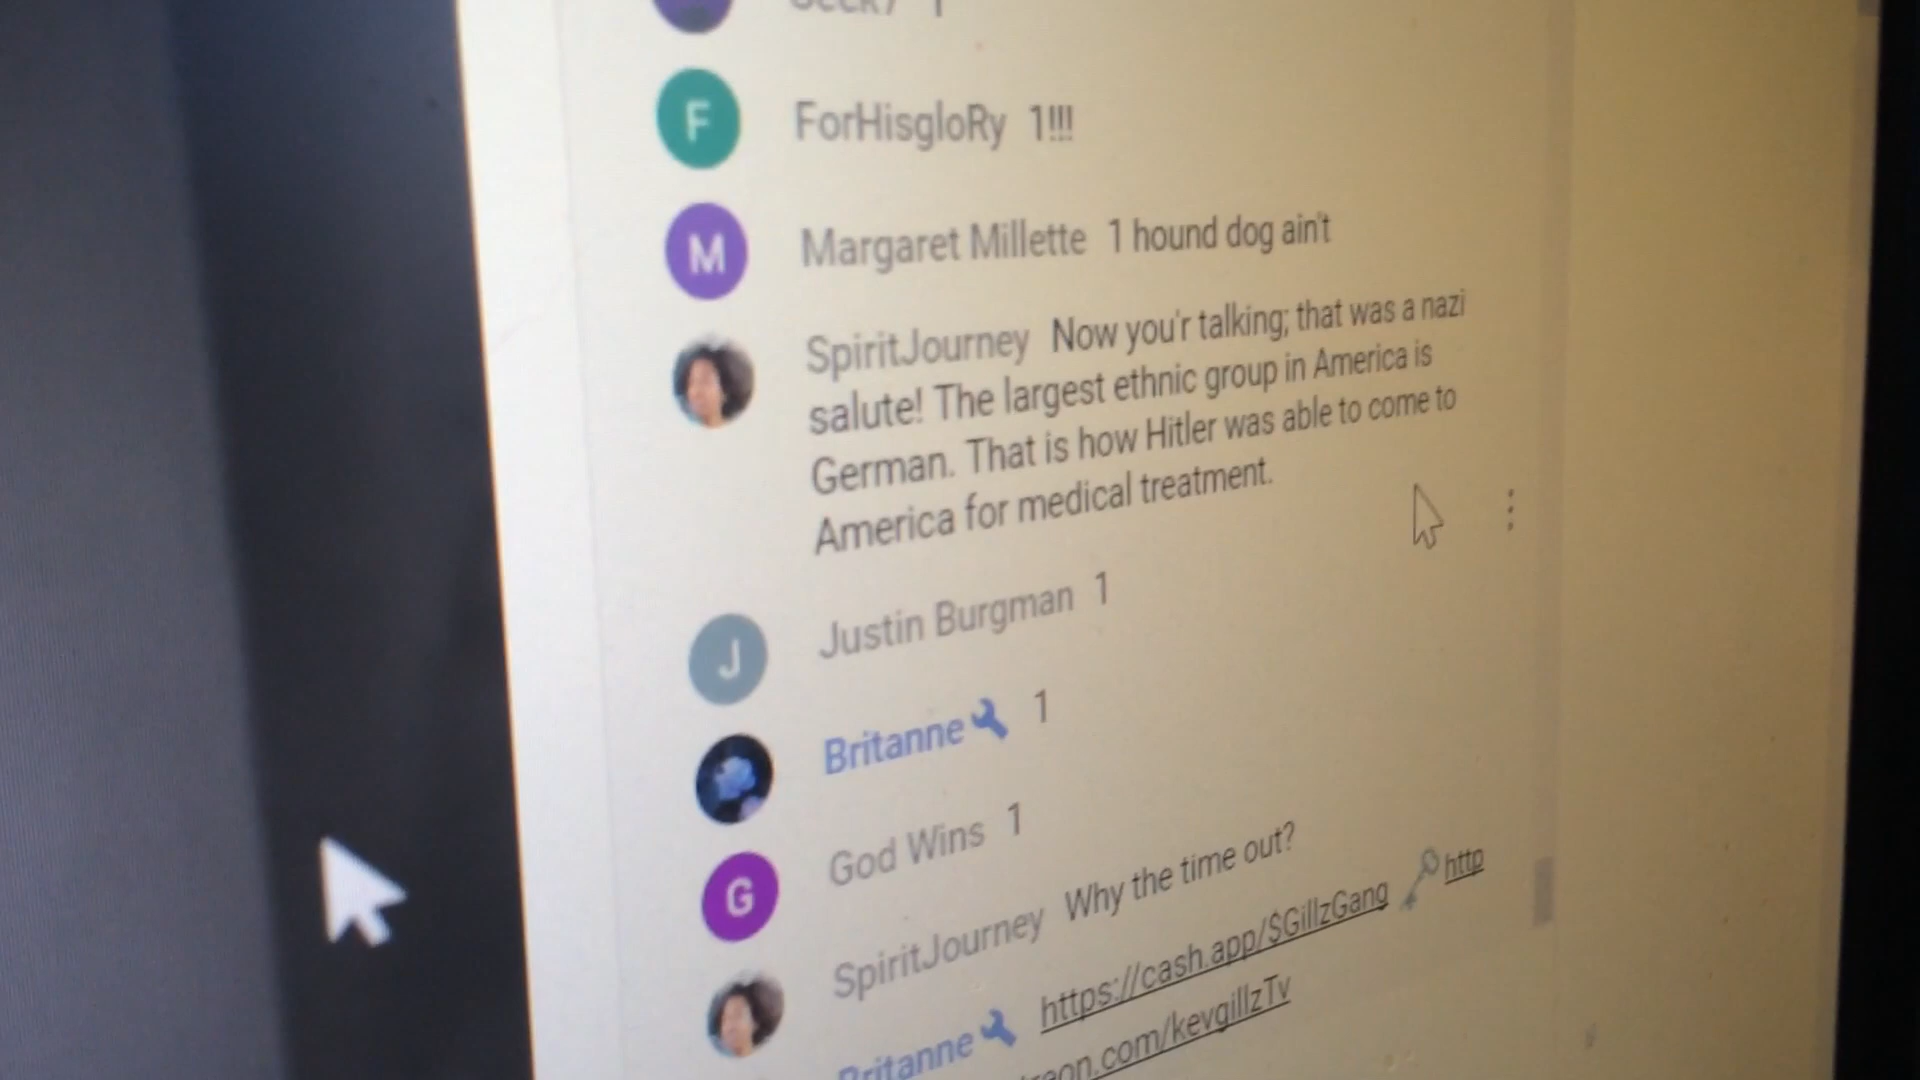 F ForHisgloRy 1!!!
M Margaret Millette 1 hound dog ain't
SpiritJourney Now you'r talking; that was a nazi
salute! The largest ethnic group in America is
German. That is how Hitler was able to come to
America for medical treatment.
J Justin Burgman 1
Britanne 1
G God Wins 1
SpiritJourney Why the time out?
Britanne https://cash.app/$GillzGang http
reon.com/kevgillzTv